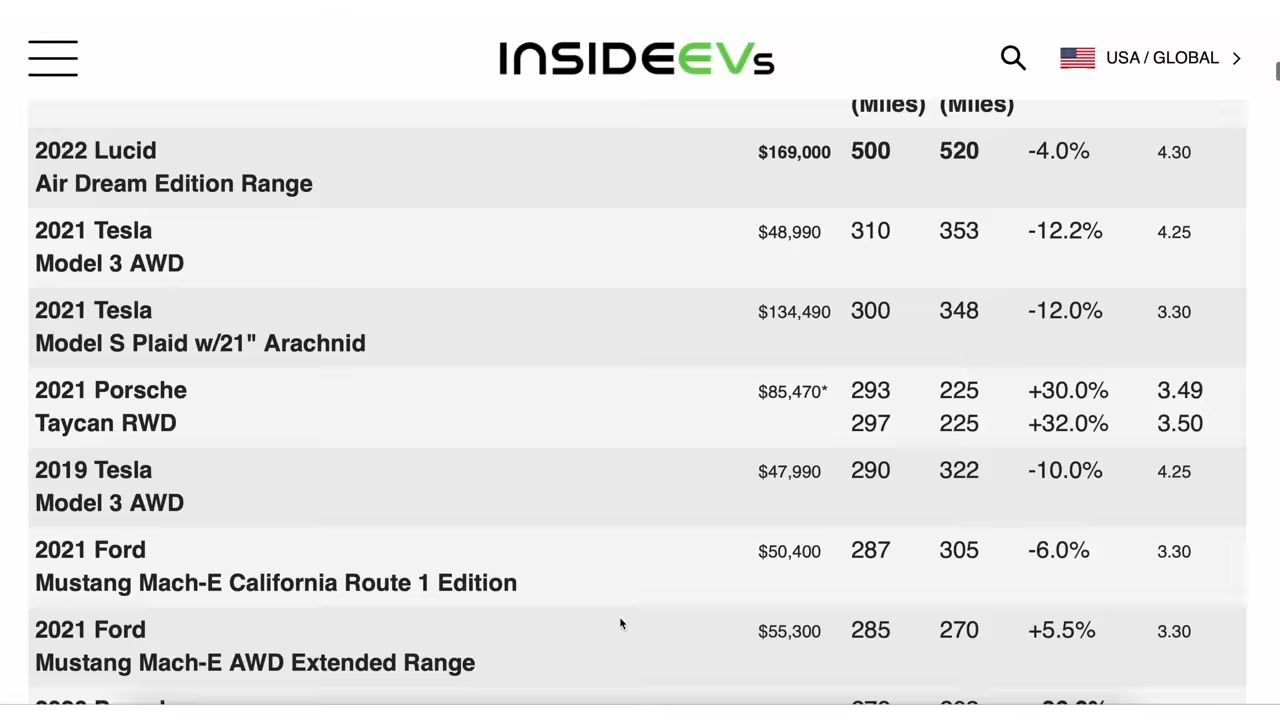 INSIDEEVs
USA / GLOBAL
(Miles) (Miles)
2022 Lucid $169,000 500 520 -4.0% 4.30
Air Dream Edition Range
2021 Tesla $48,990 310 353 -12.2% 4.25
Model 3 AWD
2021 Tesla $134,490 300 348 -12.0% 3.30
Model S Plaid w/21" Arachnid
2021 Porsche $85,470* 293 225 +30.0% 3.49
Taycan RWD 297 225 +32.0% 3.50
2019 Tesla $47,990 290 322 -10.0% 4.25
Model 3 AWD
2021 Ford $50,400 287 305 -6.0% 3.30
Mustang Mach-E California Route 1 Edition
2021 Ford $55,300 285 270 +5.5% 3.30
Mustang Mach-E AWD Extended Range